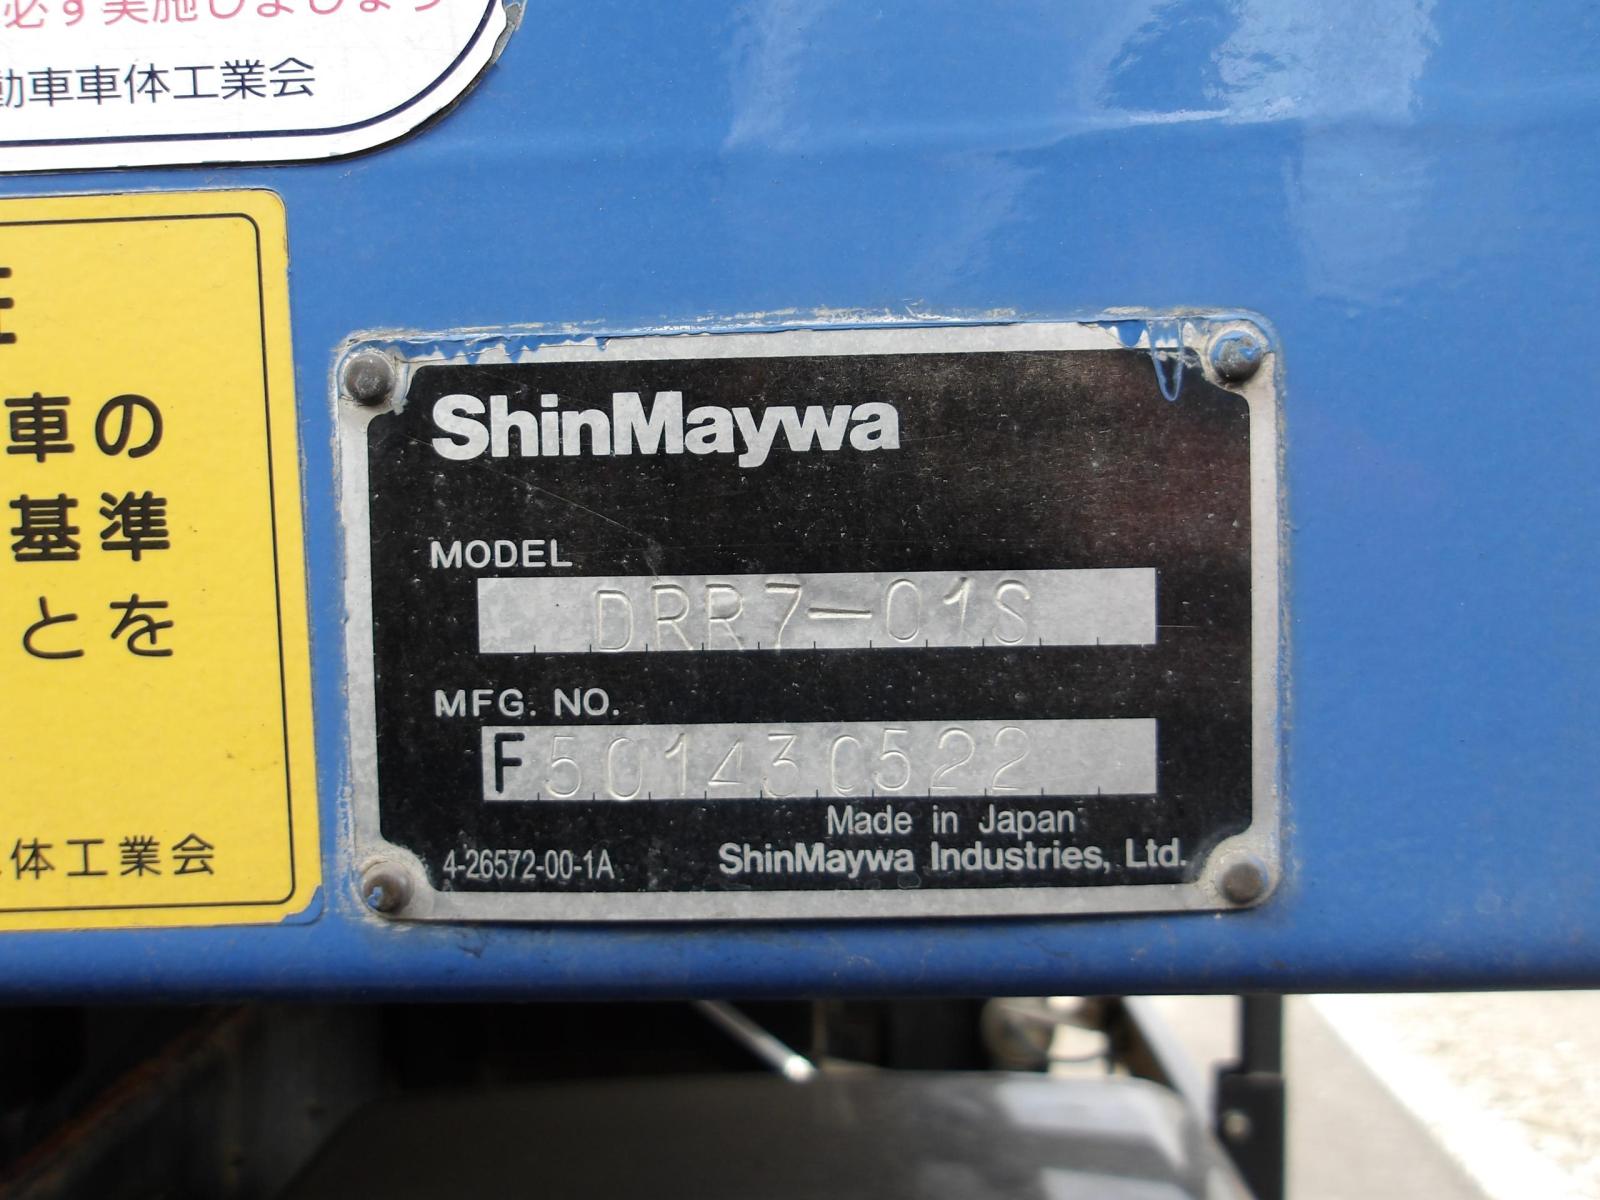 必ず実施しましょう
動車車体工業会
車の
基準
とを
体工業会
ShinMaywa
MODEL
DRR7-01S
MFG. NO.
F501430522
Made in Japan
4-26572-00-1A
ShinMaywa Industries, Ltd.